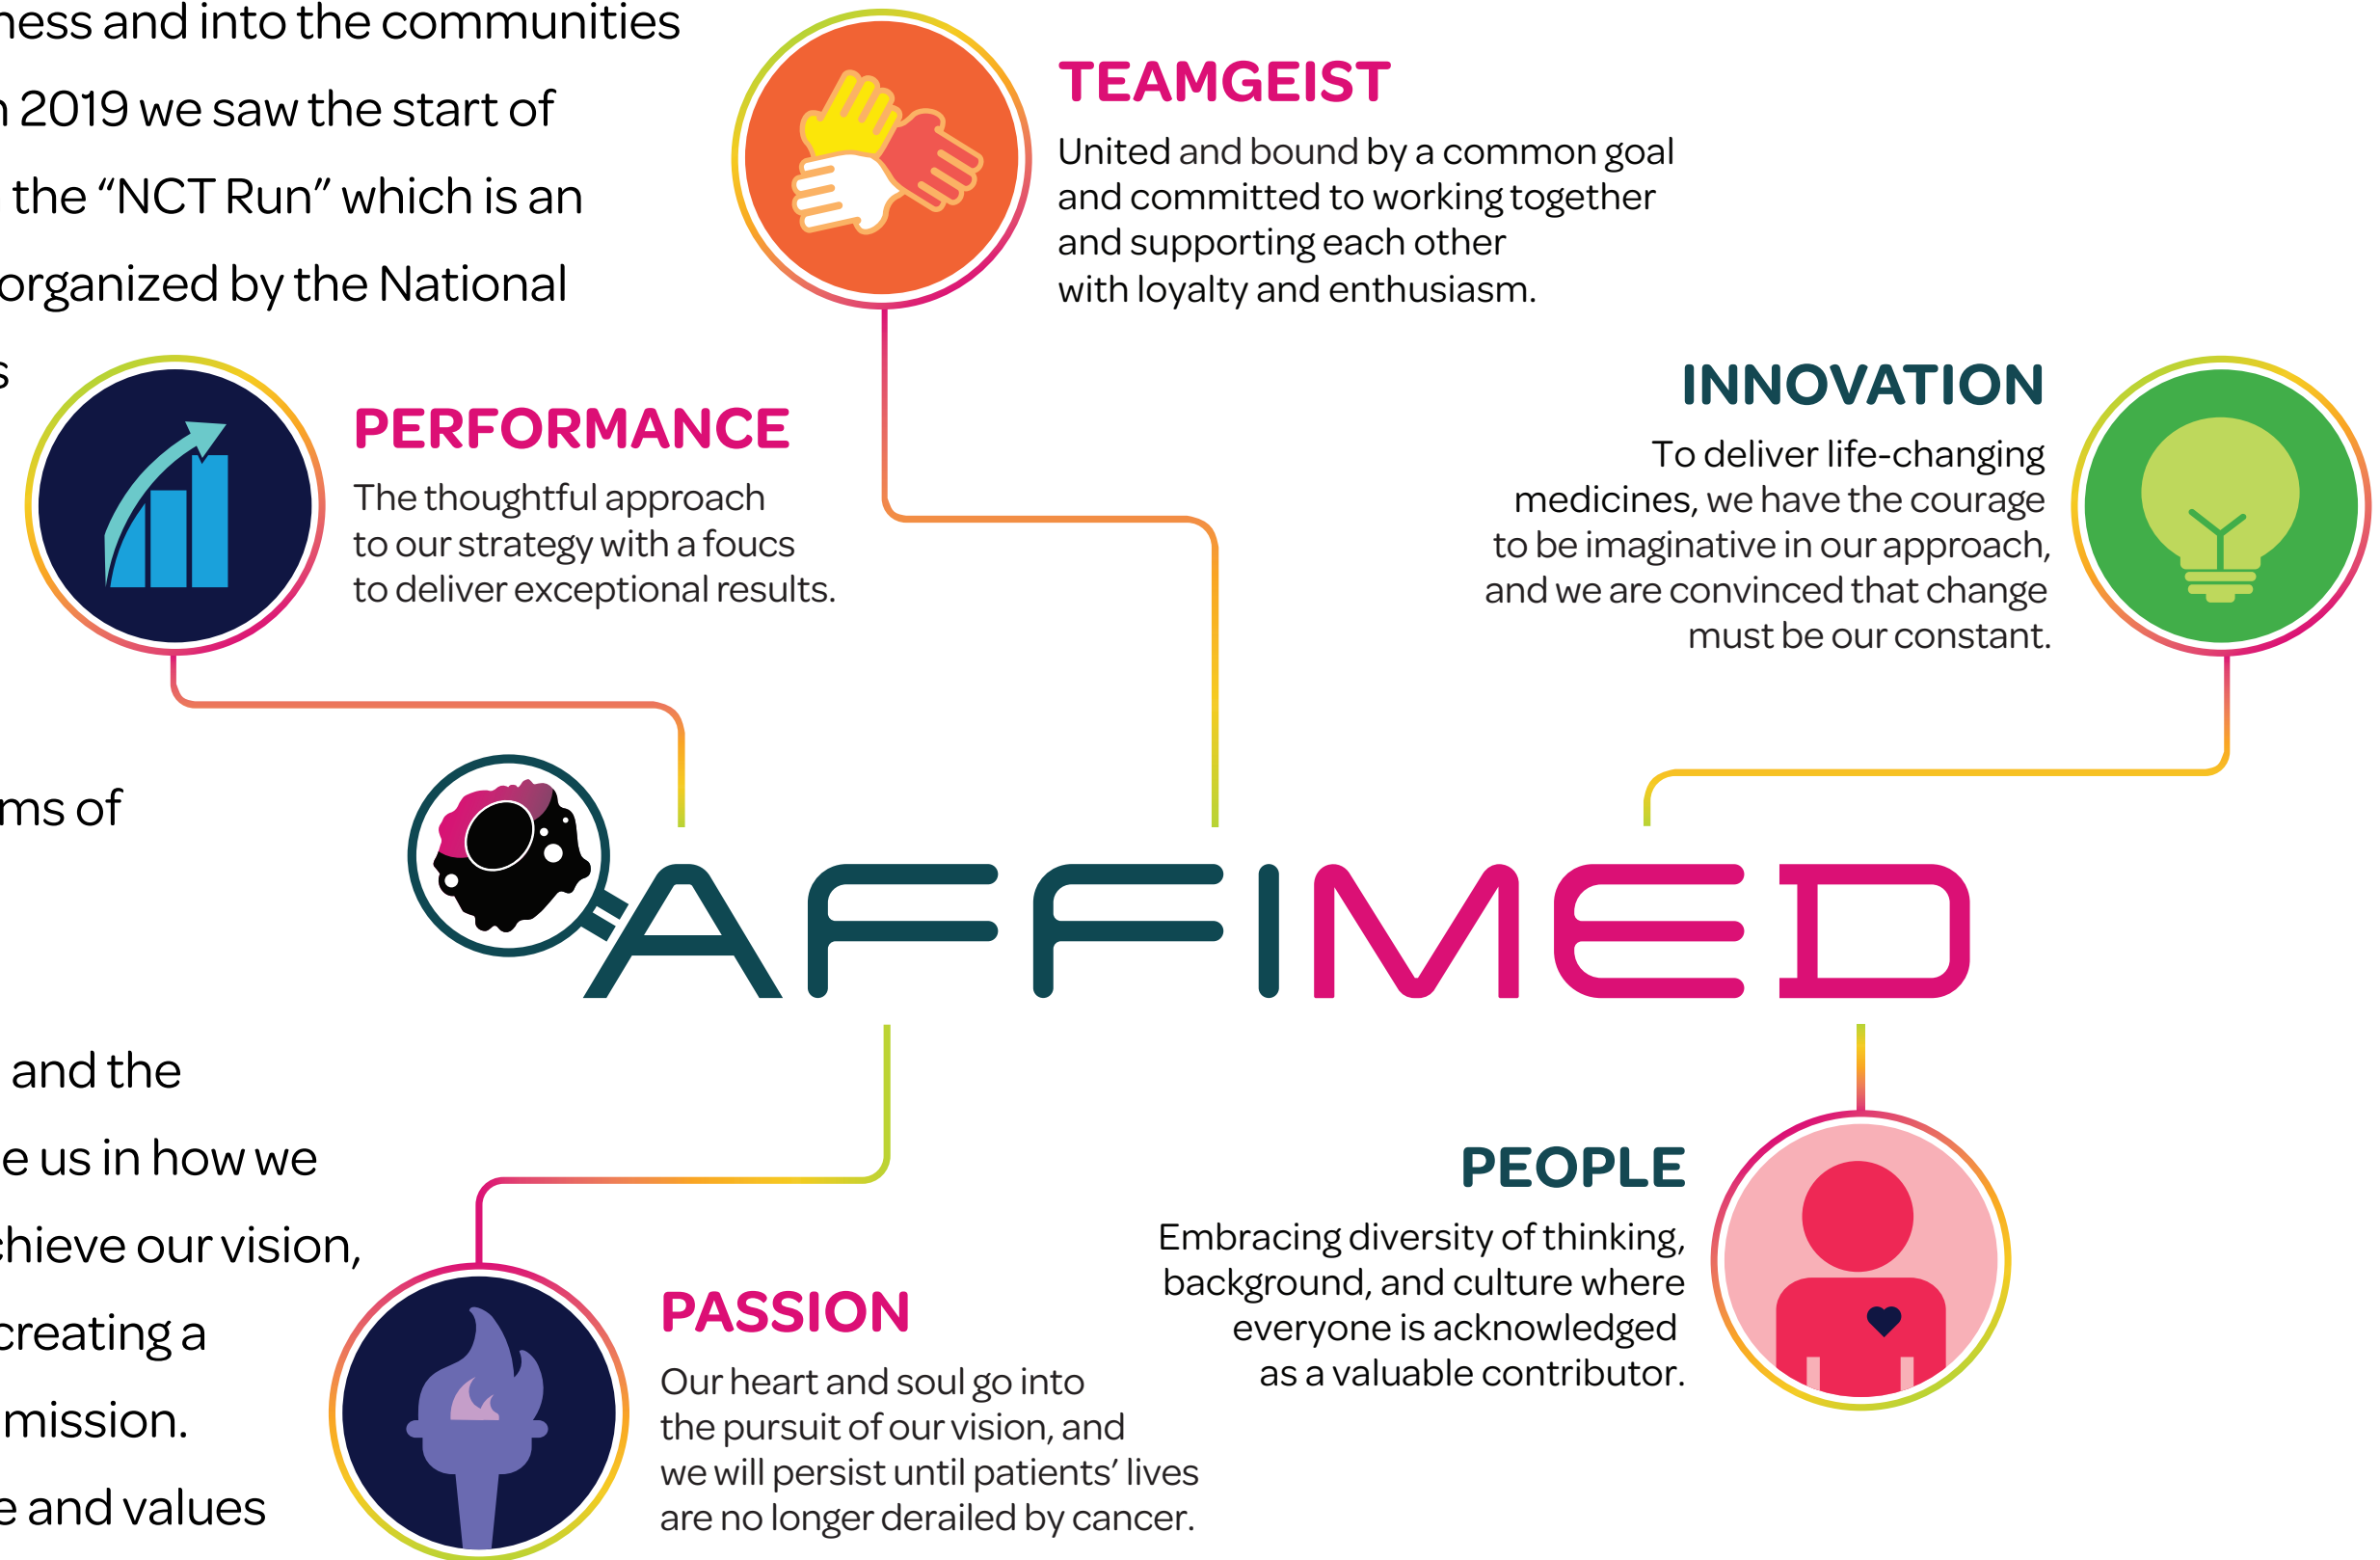 ness and into the communities
2019 we saw the start of
the “NCT Run” which is an
organized by the National
s
TEAMGEIST
United and bound by a common goal
and committed to working together
and supporting each other
with loyalty and enthusiasm.
PERFORMANCE
The thoughtful approach
to our strategy with a foucs
to deliver exceptional results.
INNOVATION
To deliver life-changing
medicines, we have the courage
to be imaginative in our approach,
and we are convinced that change
must be our constant.
ms of
AFFIMED
and the
e us in how we
chieve our vision,
creating a
mission.
e and values
PEOPLE
Embracing diversity of thinking,
background, and culture where
everyone is acknowledged
as a valuable contributor.
PASSION
Our heart and soul go into
the pursuit of our vision, and
we will persist until patients’ lives
are no longer derailed by cancer.